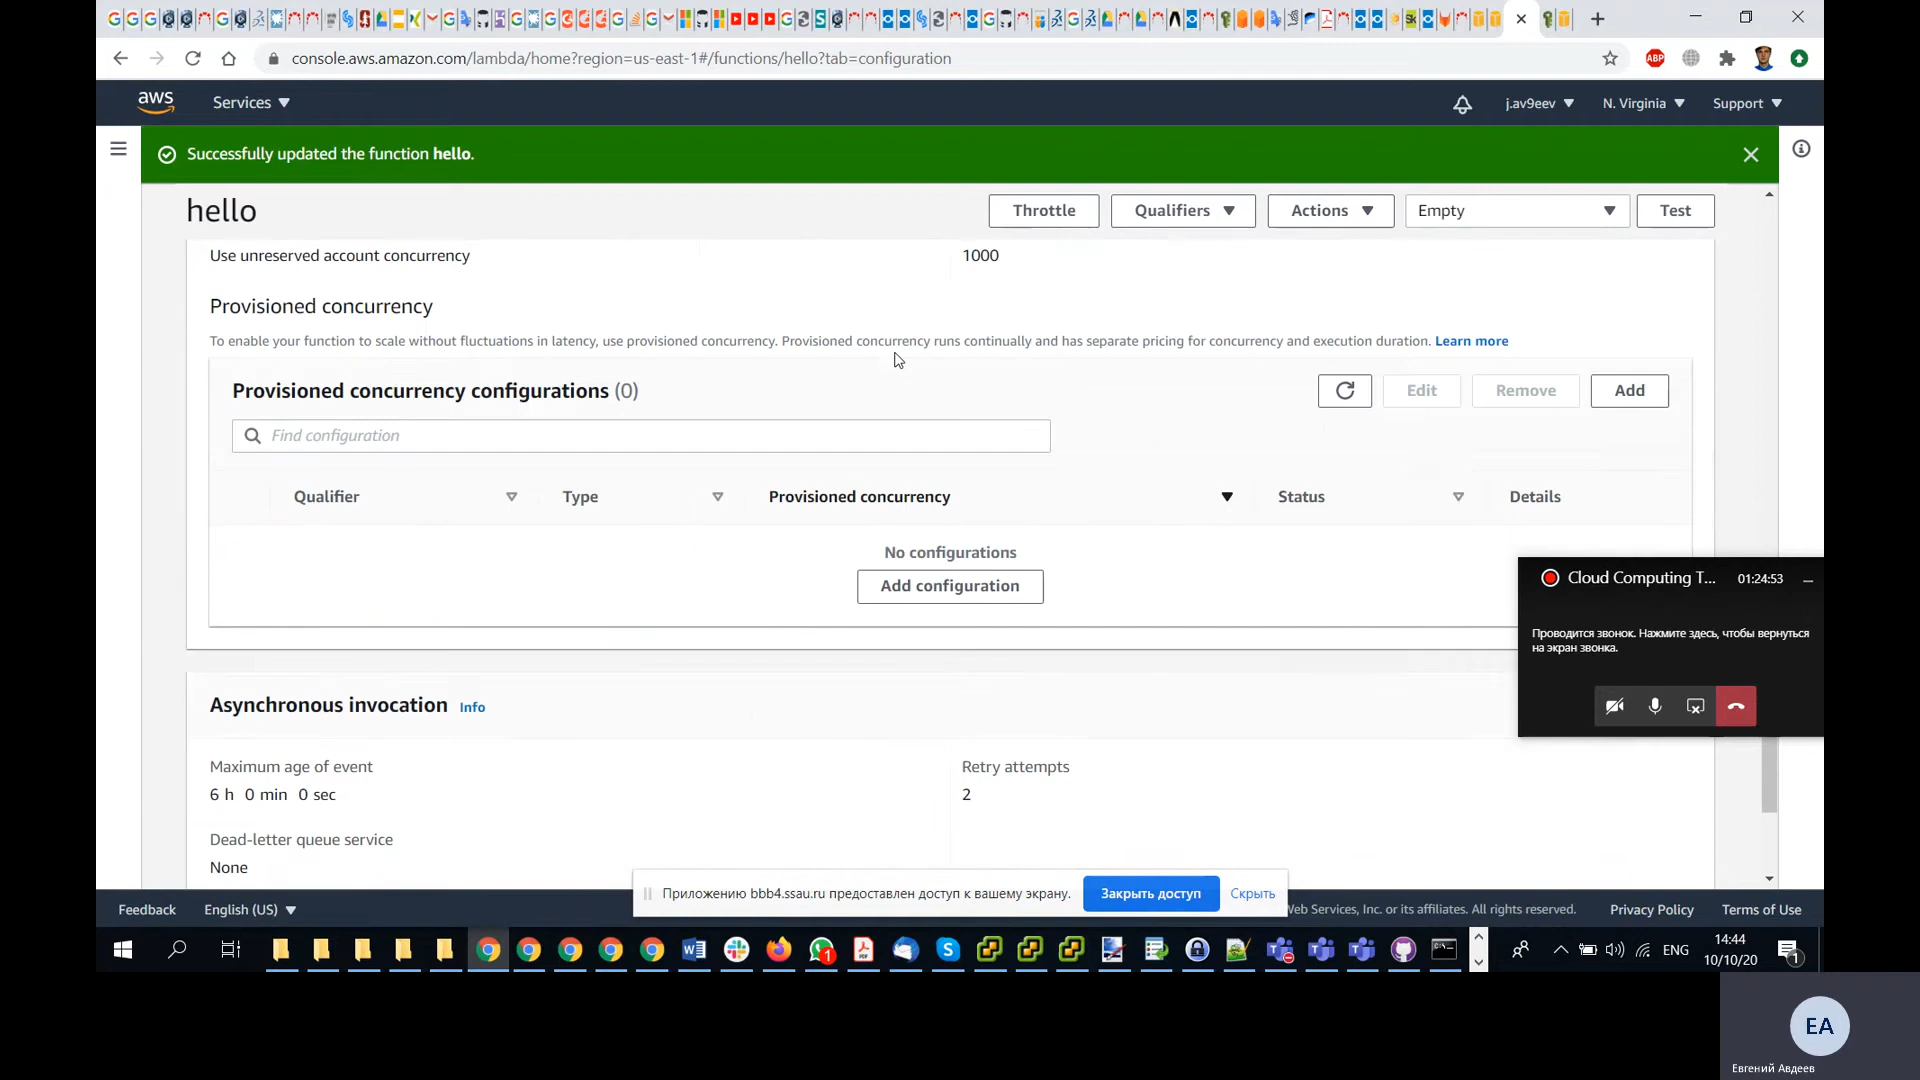 console.aws.amazon.com/lambda/home?region=us-east-1#/functions/hello?tab=configuration
ABP
aws
Services
j.av9eev
N. Virginia
Support
Successfully updated the function hello.
hello
Throttle
Qualifiers
Actions
Empty
Test
Use unreserved account concurrency
1000
Provisioned concurrency
To enable your function to scale without fluctuations in latency, use provisioned concurrency. Provisioned concurrency runs continually and has separate pricing for concurrency and execution duration. Learn more
Provisioned concurrency configurations (0)
Edit
Remove
Add
Find configuration
Qualifier
Type
Provisioned concurrency
Status
Details
No configurations
Add configuration
Cloud Computing T...
01:24:53
Проводится звонок. Нажмите здесь, чтобы вернуться
на экран звонка.
Asynchronous invocation Info
Maximum age of event
6 h 0 min 0 sec
Retry attempts
2
Dead-letter queue service
None
Приложению bbb4.ssau.ru предоставлен доступ к вашему экрану.
Закрыть доступ
Скрыть
Feedback
English (US)
Web Services, Inc. or its affiliates. All rights reserved.
Privacy Policy
Terms of Use
ENG
14:44
10/10/20
1
EA
Евгений Авдеев